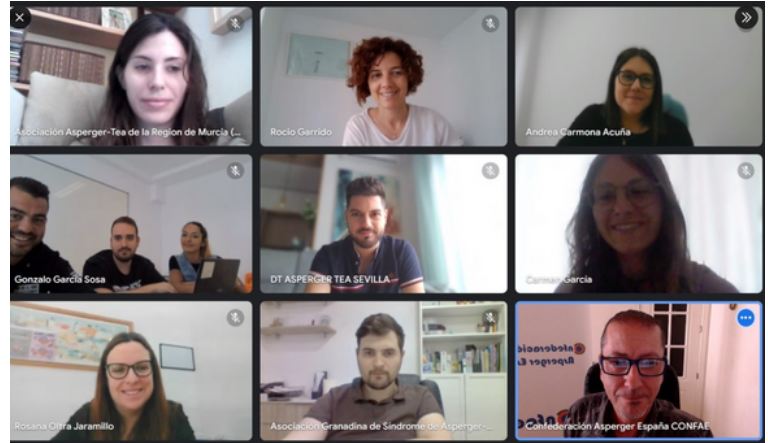 Asociación Asperger-Tea de la Region de Murcia (...
Rocio Garrido
Andrea Carmona Acuña
Gonzalo García Sosa
DT ASPERGER TEA SEVILLA
Carmen García
Rosana Oltra Jaramillo
Asociación Granadina de Síndrome de Asperger-...
Confederación Asperger España CONFAE